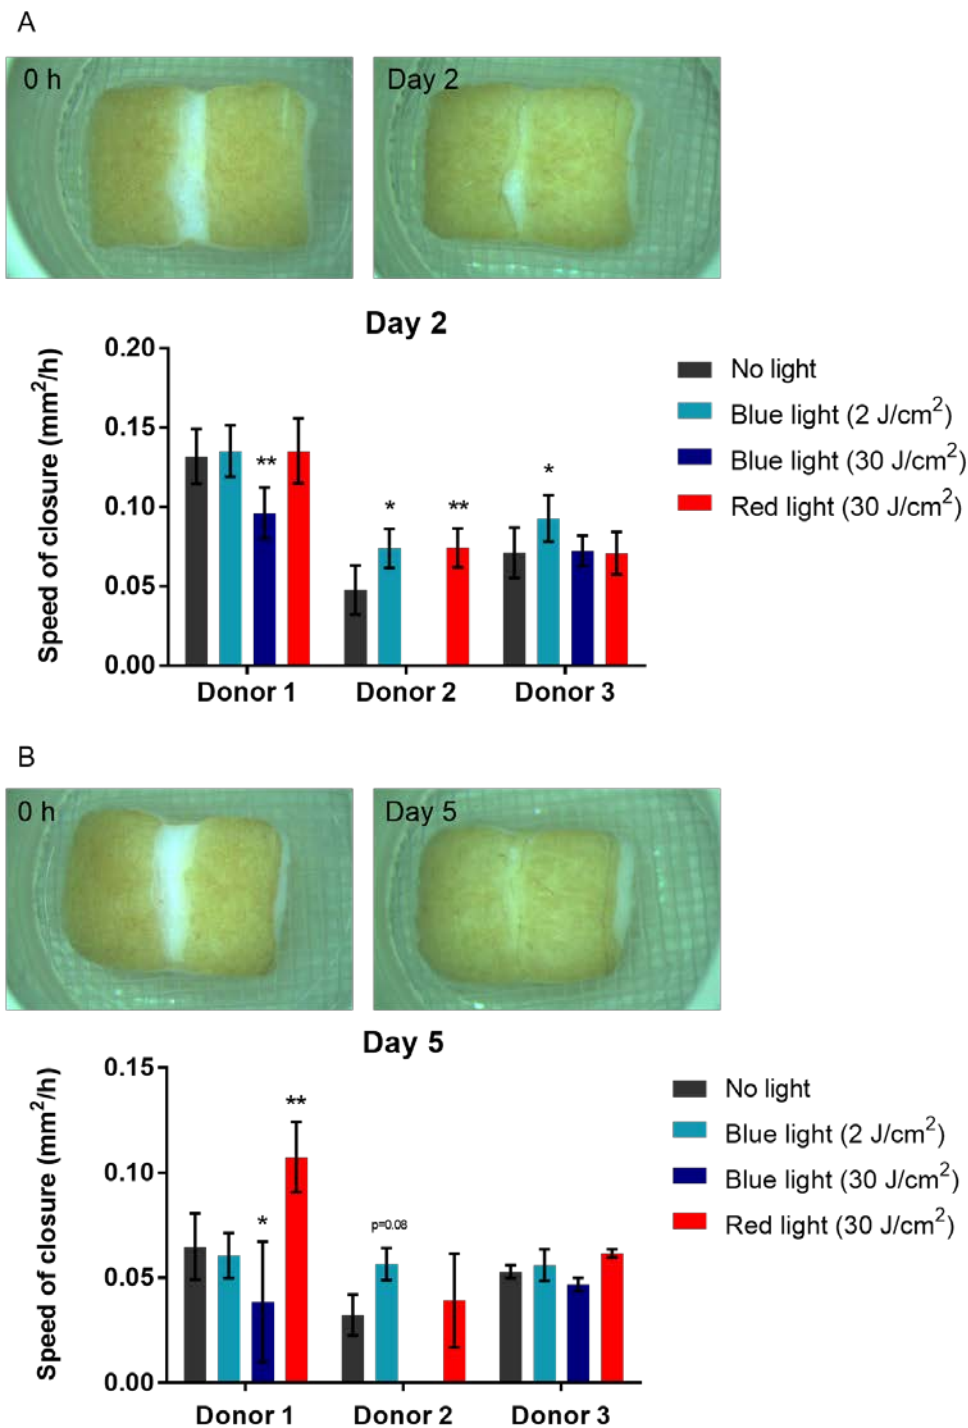 A
0 h
Day 2
Day 2
Speed of closure (mm²/h)
0.20
0.15
0.10
0.05
0.00
**
*
**
*
Donor 1
Donor 2
Donor 3
No light
Blue light (2 J/cm²)
Blue light (30 J/cm²)
Red light (30 J/cm²)
B
0 h
Day 5
Day 5
Speed of closure (mm²/h)
0.15
0.10
0.05
0.00
*
**
p=0.08
Donor 1
Donor 2
Donor 3
No light
Blue light (2 J/cm²)
Blue light (30 J/cm²)
Red light (30 J/cm²)